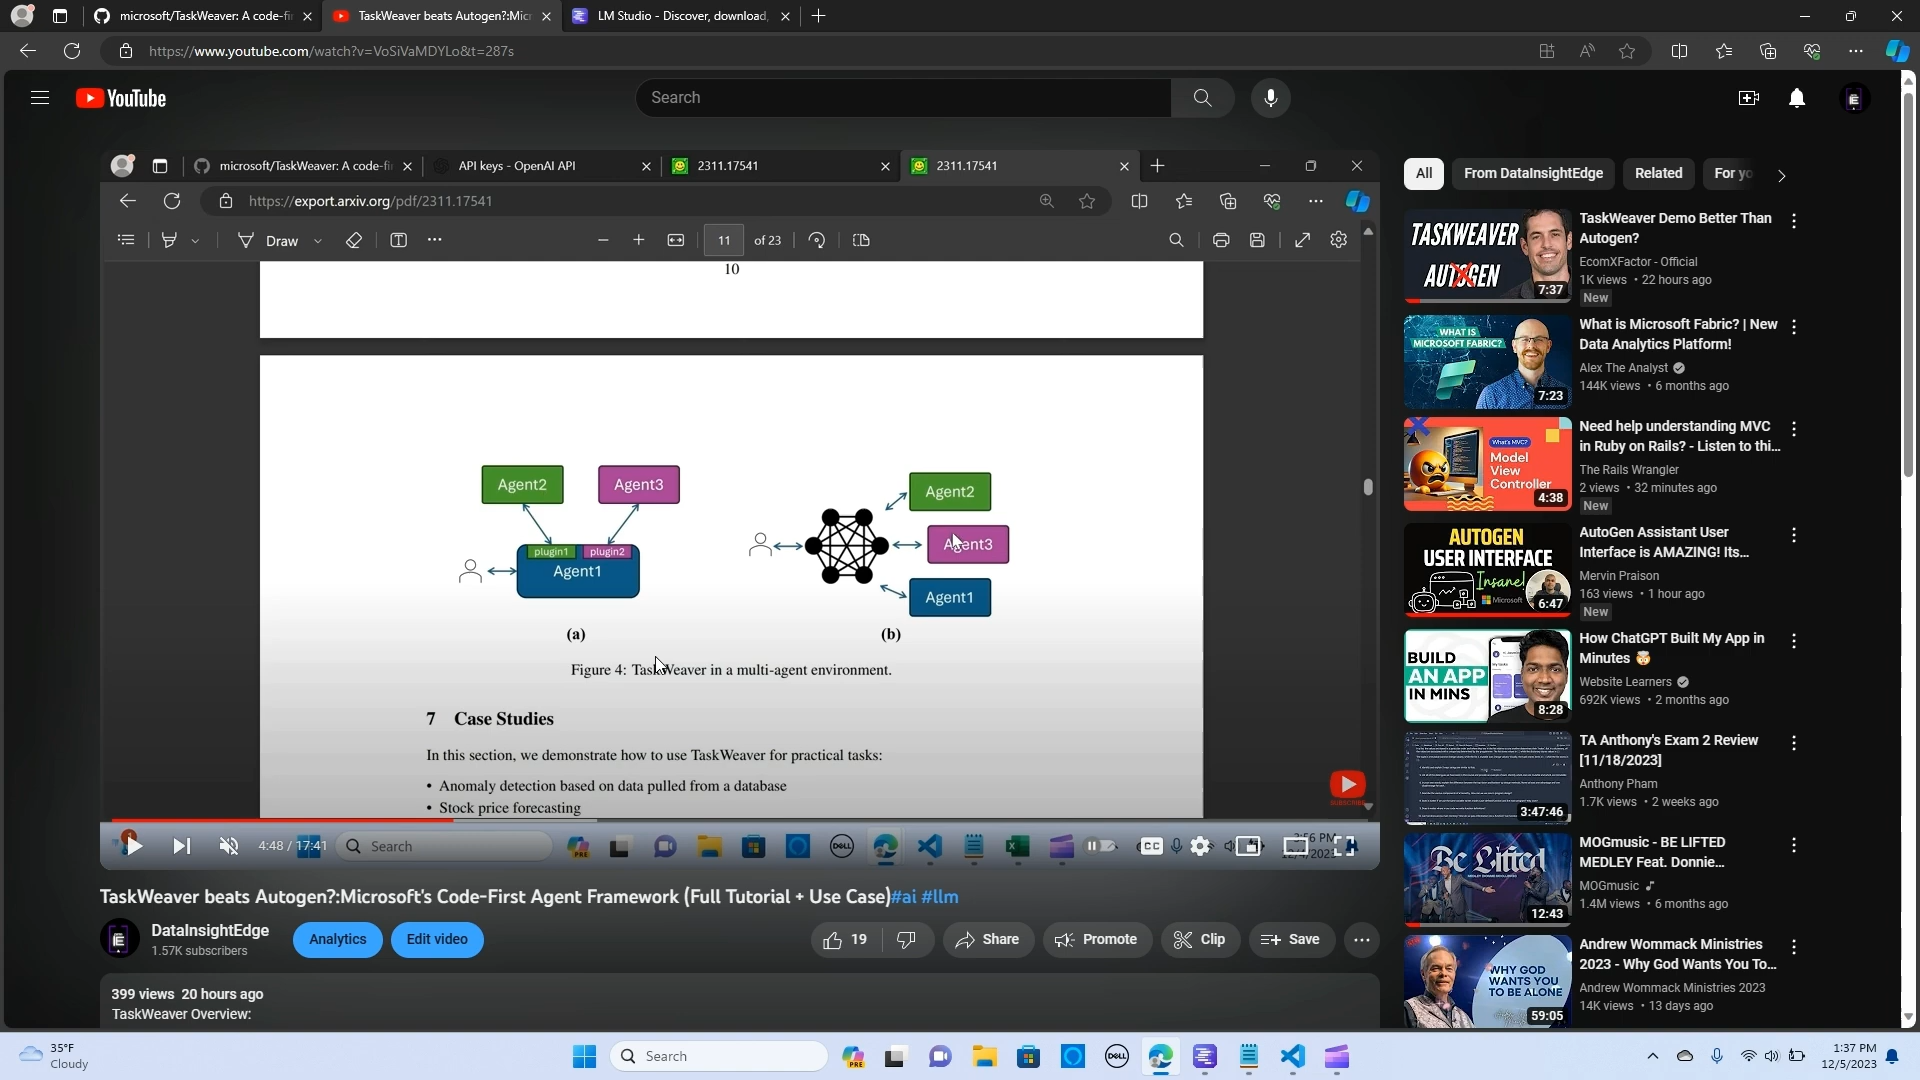 microsoft/TaskWeaver: A code-fi
TaskWeaver beats Autogen?:Micr
LM Studio - Discover, download,
https://www.youtube.com/watch?v=VoSiVaMDYLo&t=287s
YouTube
Search
microsoft/TaskWeaver: A code-fi
API keys - OpenAI API
2311.17541
2311.17541
https://export.arxiv.org/pdf/2311.17541
Draw
11 of 23
10
Agent2
Agent3
plugin1
plugin2
Agent1
(a)
Agent2
Agent3
Agent1
(b)
Figure 4: TaskWeaver in a multi-agent environment.
7 Case Studies
In this section, we demonstrate how to use TaskWeaver for practical tasks:
• Anomaly detection based on data pulled from a database
• Stock price forecasting
SUBSCRIBE
4:48 / 17:41
Search
PRE
DELL
CC
TaskWeaver beats Autogen?:Microsoft's Code-First Agent Framework (Full Tutorial + Use Case)#ai #llm
DataInsightEdge
1.57K subscribers
Analytics
Edit video
19
Share
Promote
Clip
Save
399 views 20 hours ago
TaskWeaver Overview:
All
From DataInsightEdge
Related
For yo
TASKWEAVER
AUTOGEN
7:37
TaskWeaver Demo Better Than
Autogen?
EcomXFactor - Official
1K views • 22 hours ago
New
WHAT IS
MICROSOFT FABRIC?
7:23
What is Microsoft Fabric? | New
Data Analytics Platform!
Alex The Analyst
144K views • 6 months ago
What's MVC?
Model
View
Controller
4:38
Need help understanding MVC
in Ruby on Rails? - Listen to thi...
The Rails Wrangler
2 views • 32 minutes ago
New
AUTOGEN
USER INTERFACE
Insane!
Microsoft
6:47
AutoGen Assistant User
Interface is AMAZING! Its...
Mervin Praison
163 views • 1 hour ago
New
BUILD
AN APP
IN MINS
8:28
How ChatGPT Built My App in
Minutes 🤯
Website Learners
692K views • 2 months ago
3:47:46
TA Anthony's Exam 2 Review
[11/18/2023]
Anthony Pham
1.7K views • 2 weeks ago
Be Lifted
12:43
MOGmusic - BE LIFTED
MEDLEY Feat. Donnie...
MOGmusic
1.4M views • 6 months ago
WHY GOD
WANTS YOU
TO BE ALONE
59:05
Andrew Wommack Ministries
2023 - Why God Wants You To...
Andrew Wommack Ministries 2023
14K views • 13 days ago
35°F
Cloudy
Search
PRE
DELL
1:37 PM
12/5/2023